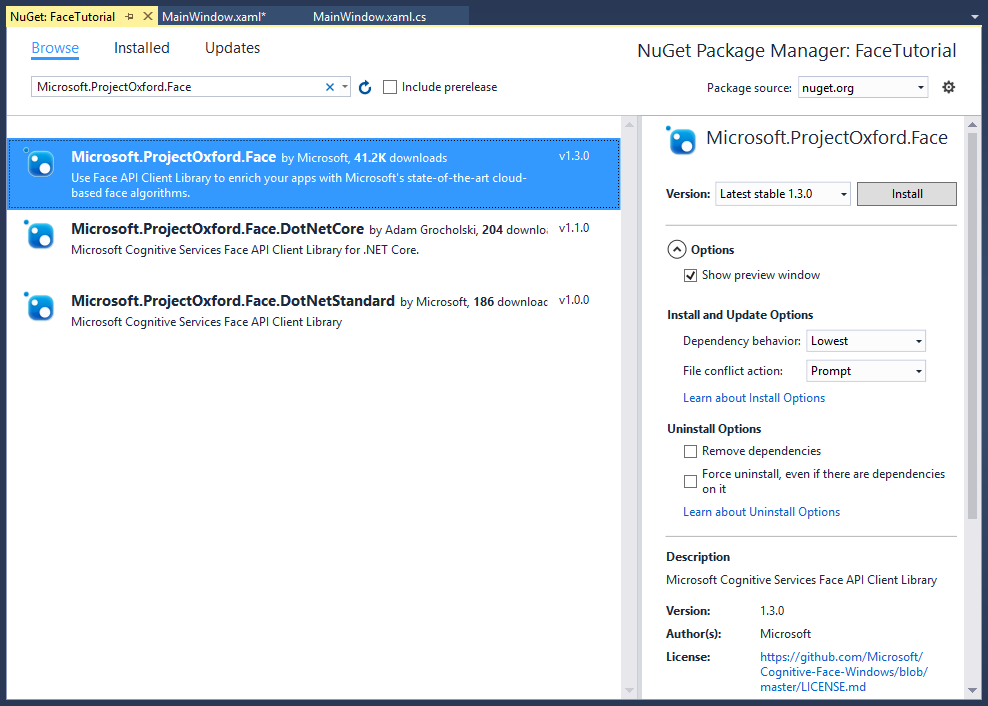 NuGet: FaceTutorial MainWindow.xaml* MainWindow.xaml.cs
Browse Installed Updates
NuGet Package Manager: FaceTutorial
Microsoft.ProjectOxford.Face
Include prerelease
Package source: nuget.org
Microsoft.ProjectOxford.Face by Microsoft, 41.2K downloads v1.3.0
Use Face API Client Library to enrich your apps with Microsoft's state-of-the-art cloud-
based face algorithms.
Microsoft.ProjectOxford.Face.DotNetCore by Adam Grocholski, 204 downloa v1.1.0
Microsoft Cognitive Services Face API Client Library for .NET Core.
Microsoft.ProjectOxford.Face.DotNetStandard by Microsoft, 186 downloac v1.0.0
Microsoft Cognitive Services Face API Client Library
Microsoft.ProjectOxford.Face
Version: Latest stable 1.3.0 Install
Options
Show preview window
Install and Update Options
Dependency behavior: Lowest
File conflict action: Prompt
Learn about Install Options
Uninstall Options
Remove dependencies
Force uninstall, even if there are dependencies
on it
Learn about Uninstall Options
Description
Microsoft Cognitive Services Face API Client Library
Version: 1.3.0
Author(s): Microsoft
License: https://github.com/Microsoft/
Cognitive-Face-Windows/blob/
master/LICENSE.md